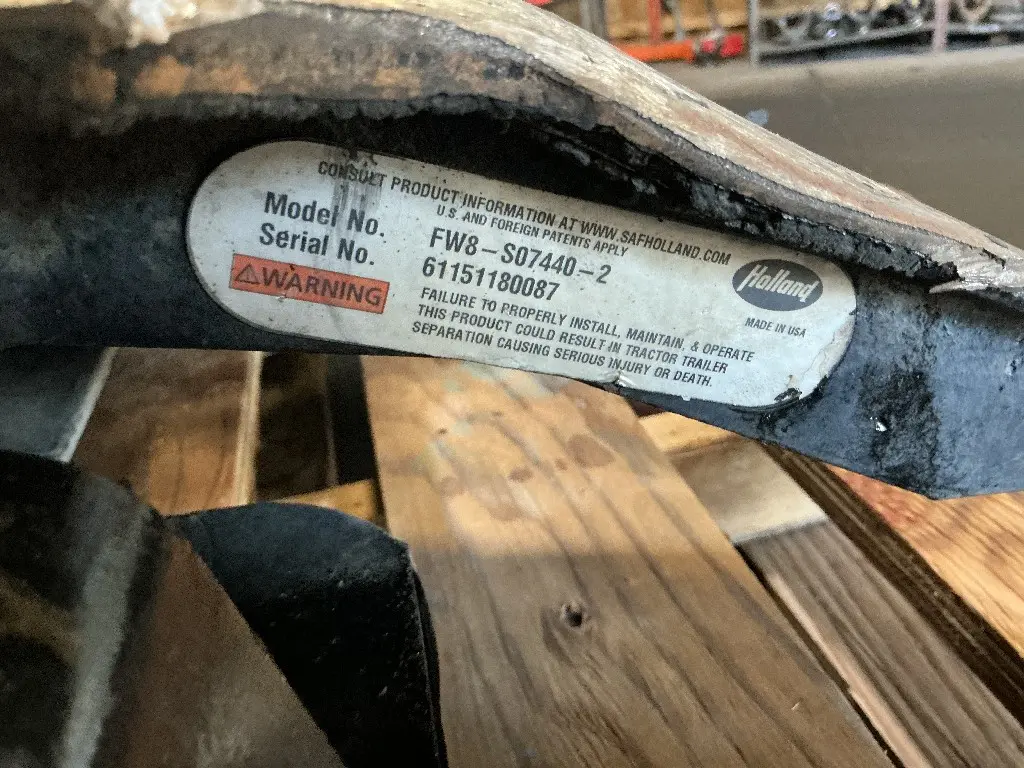 CONSULT PRODUCT INFORMATION AT WWW.SAFHOLLAND.COM
U.S. AND FOREIGN PATENTS APPLY
Model No. FW8-S07440-2
Serial No. 61151180087
⚠WARNING
FAILURE TO PROPERLY INSTALL, MAINTAIN, & OPERATE
THIS PRODUCT COULD RESULT IN TRACTOR TRAILER
SEPARATION CAUSING SERIOUS INJURY OR DEATH.
Holland
MADE IN USA